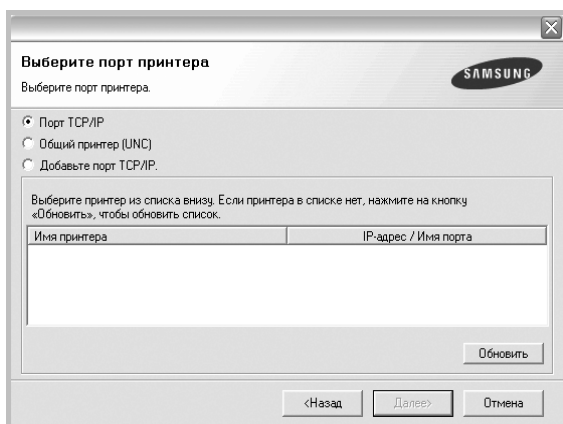 Выберите порт принтера
Выберите порт принтера.
SAMSUNG
Порт TCP/IP
Общий принтер (UNC)
Добавьте порт TCP/IP.
Выберите принтер из списка внизу. Если принтера в списке нет, нажмите на кнопку
«Обновить», чтобы обновить список.
Имя принтера IP-адрес / Имя порта
Обновить
<Назад Далее> Отмена